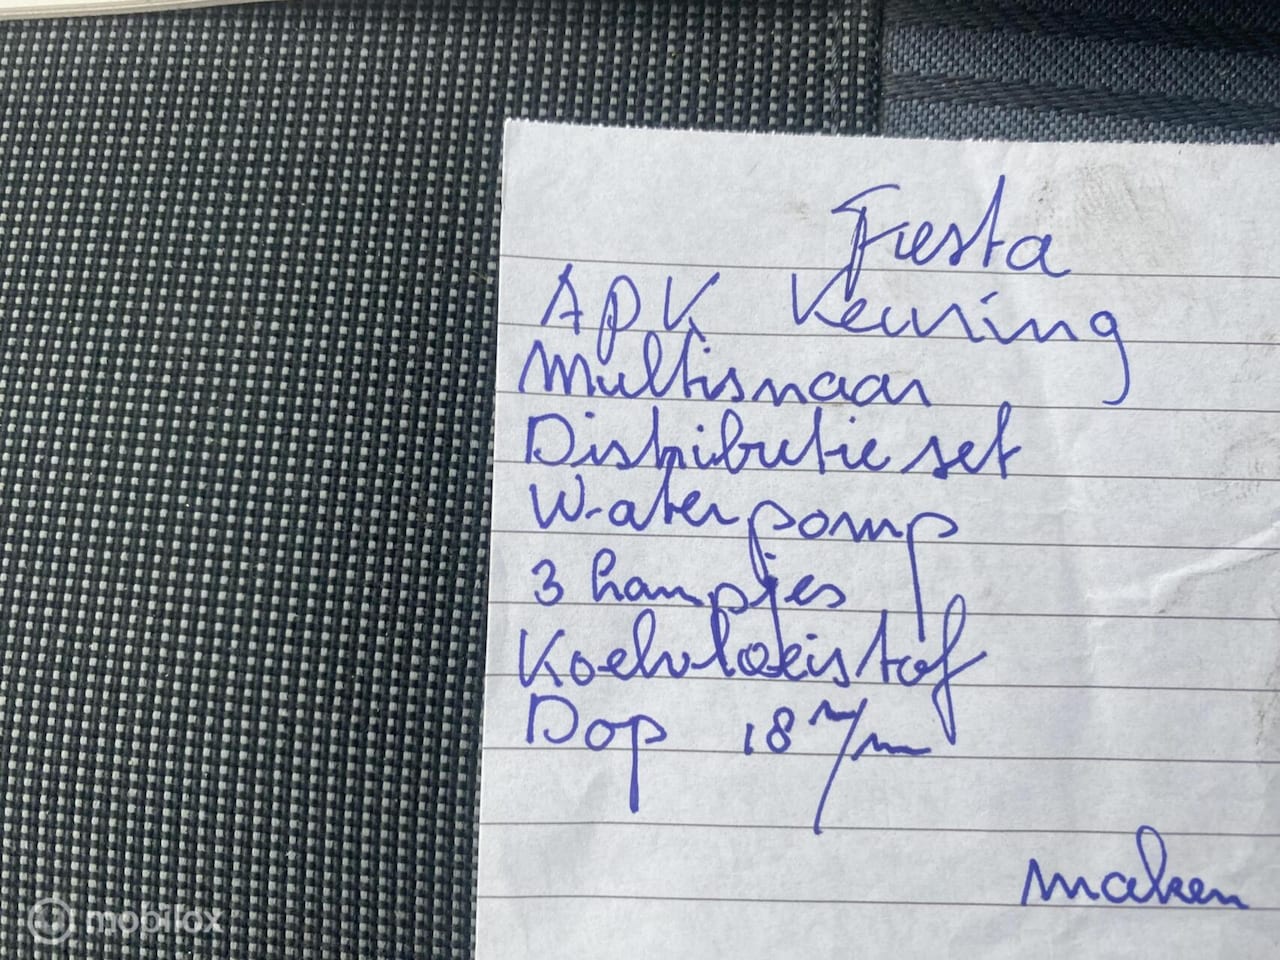 Fiesta
APK Keuring
Multisnaar
Distributie set
Waterpomp
3 lampjes
Koelvloeistof
Dop 18 m/m
maken
mobilox